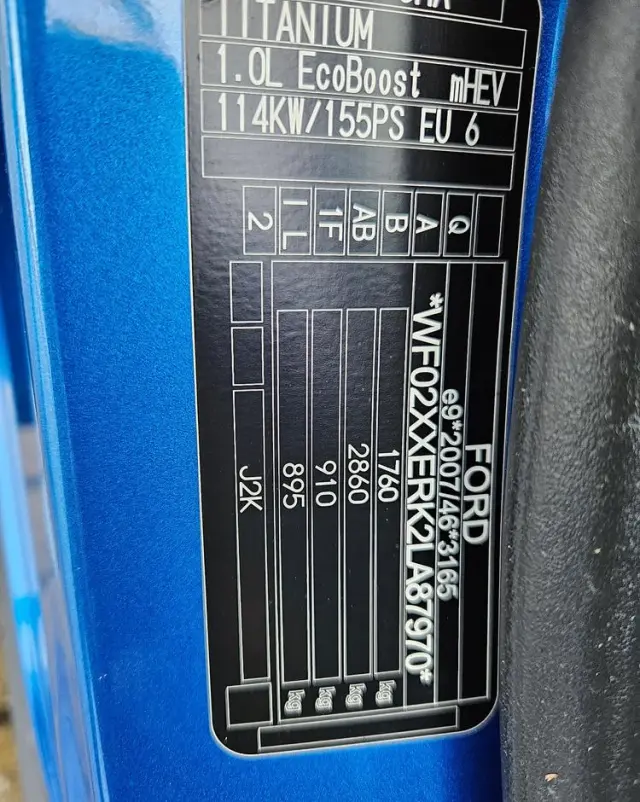 TITANIUM
1.0L EcoBoost mHEV
114KW/155PS EU 6
FORD
e9*2007/46*3165
*WF02XXERK2LA87970*
1760 kg
2860 kg
910 kg
895 kg
J2K
Q
A
B
AB
1F
I L
2